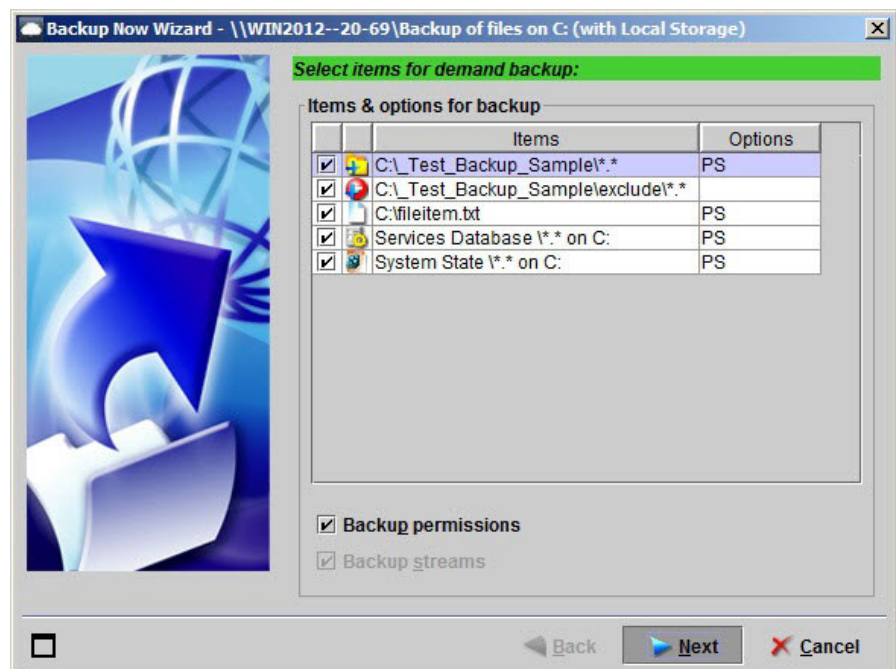 Backup Now Wizard - \\WIN2012--20-69\Backup of files on C: (with Local Storage)
Select items for demand backup:
Items & options for backup
Items Options
C:\_Test_Backup_Sample\*.* PS
C:\_Test_Backup_Sample\exclude\*.*
C:\fileitem.txt PS
Services Database \*.* on C: PS
System State \*.* on C: PS
Backup permissions
Backup streams
Back Next Cancel